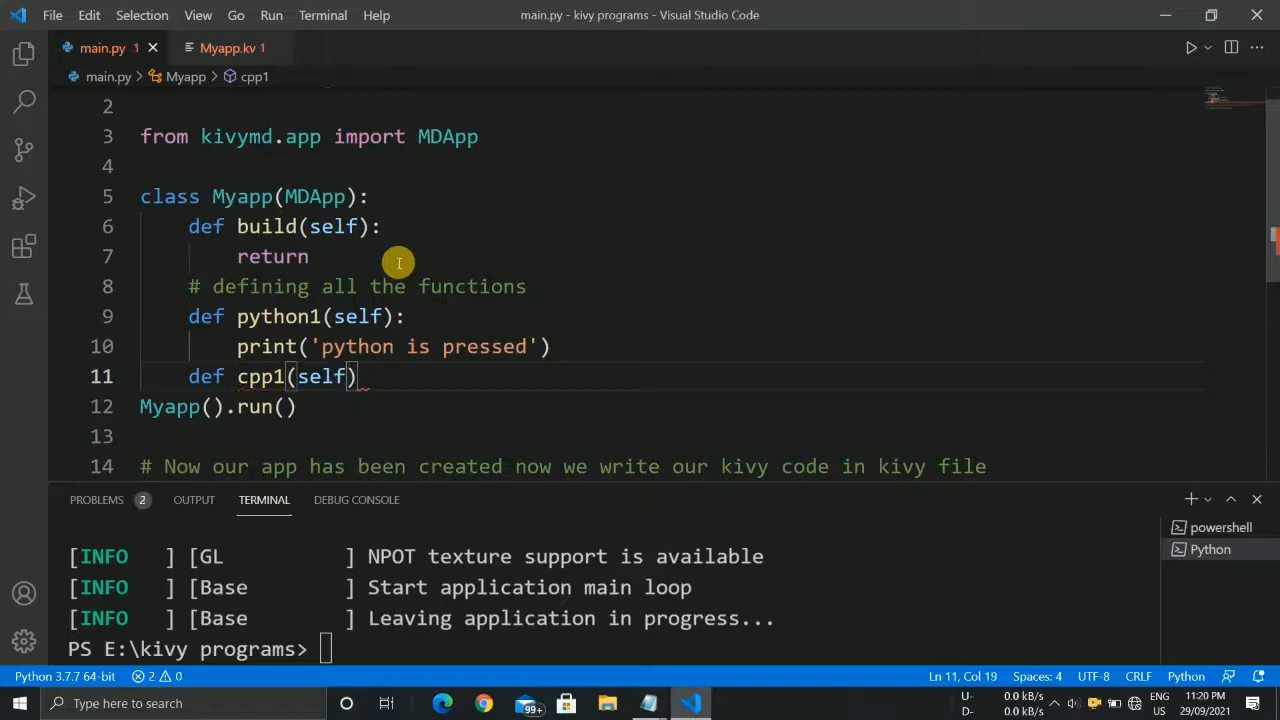 File Edit Selection View Go Run Terminal Help main.py - kivy programs - Visual Studio Code
main.py 1 Myapp.kv 1
main.py > Myapp > cpp1
2
3 from kivymd.app import MDApp
4
5 class Myapp(MDApp):
6 def build(self):
7 return
8 # defining all the functions
9 def python1(self):
10 print('python is pressed')
11 def cpp1(self)
12 Myapp().run()
13
14 # Now our app has been created now we write our kivy code in kivy file
PROBLEMS 2 OUTPUT TERMINAL DEBUG CONSOLE
[INFO ] [GL ] NPOT texture support is available
powershell
[INFO ] [Base ] Start application main loop
Python
[INFO ] [Base ] Leaving application in progress...
PS E:\kivy programs>
Python 3.7.7 64-bit 2 0 Ln 11, Col 19 Spaces: 4 UTF-8 CRLF Python
Type here to search 99+ U- 0.0 kB/s ENG 11:20 PM
D- 0.0 kB/s US 29/09/2021